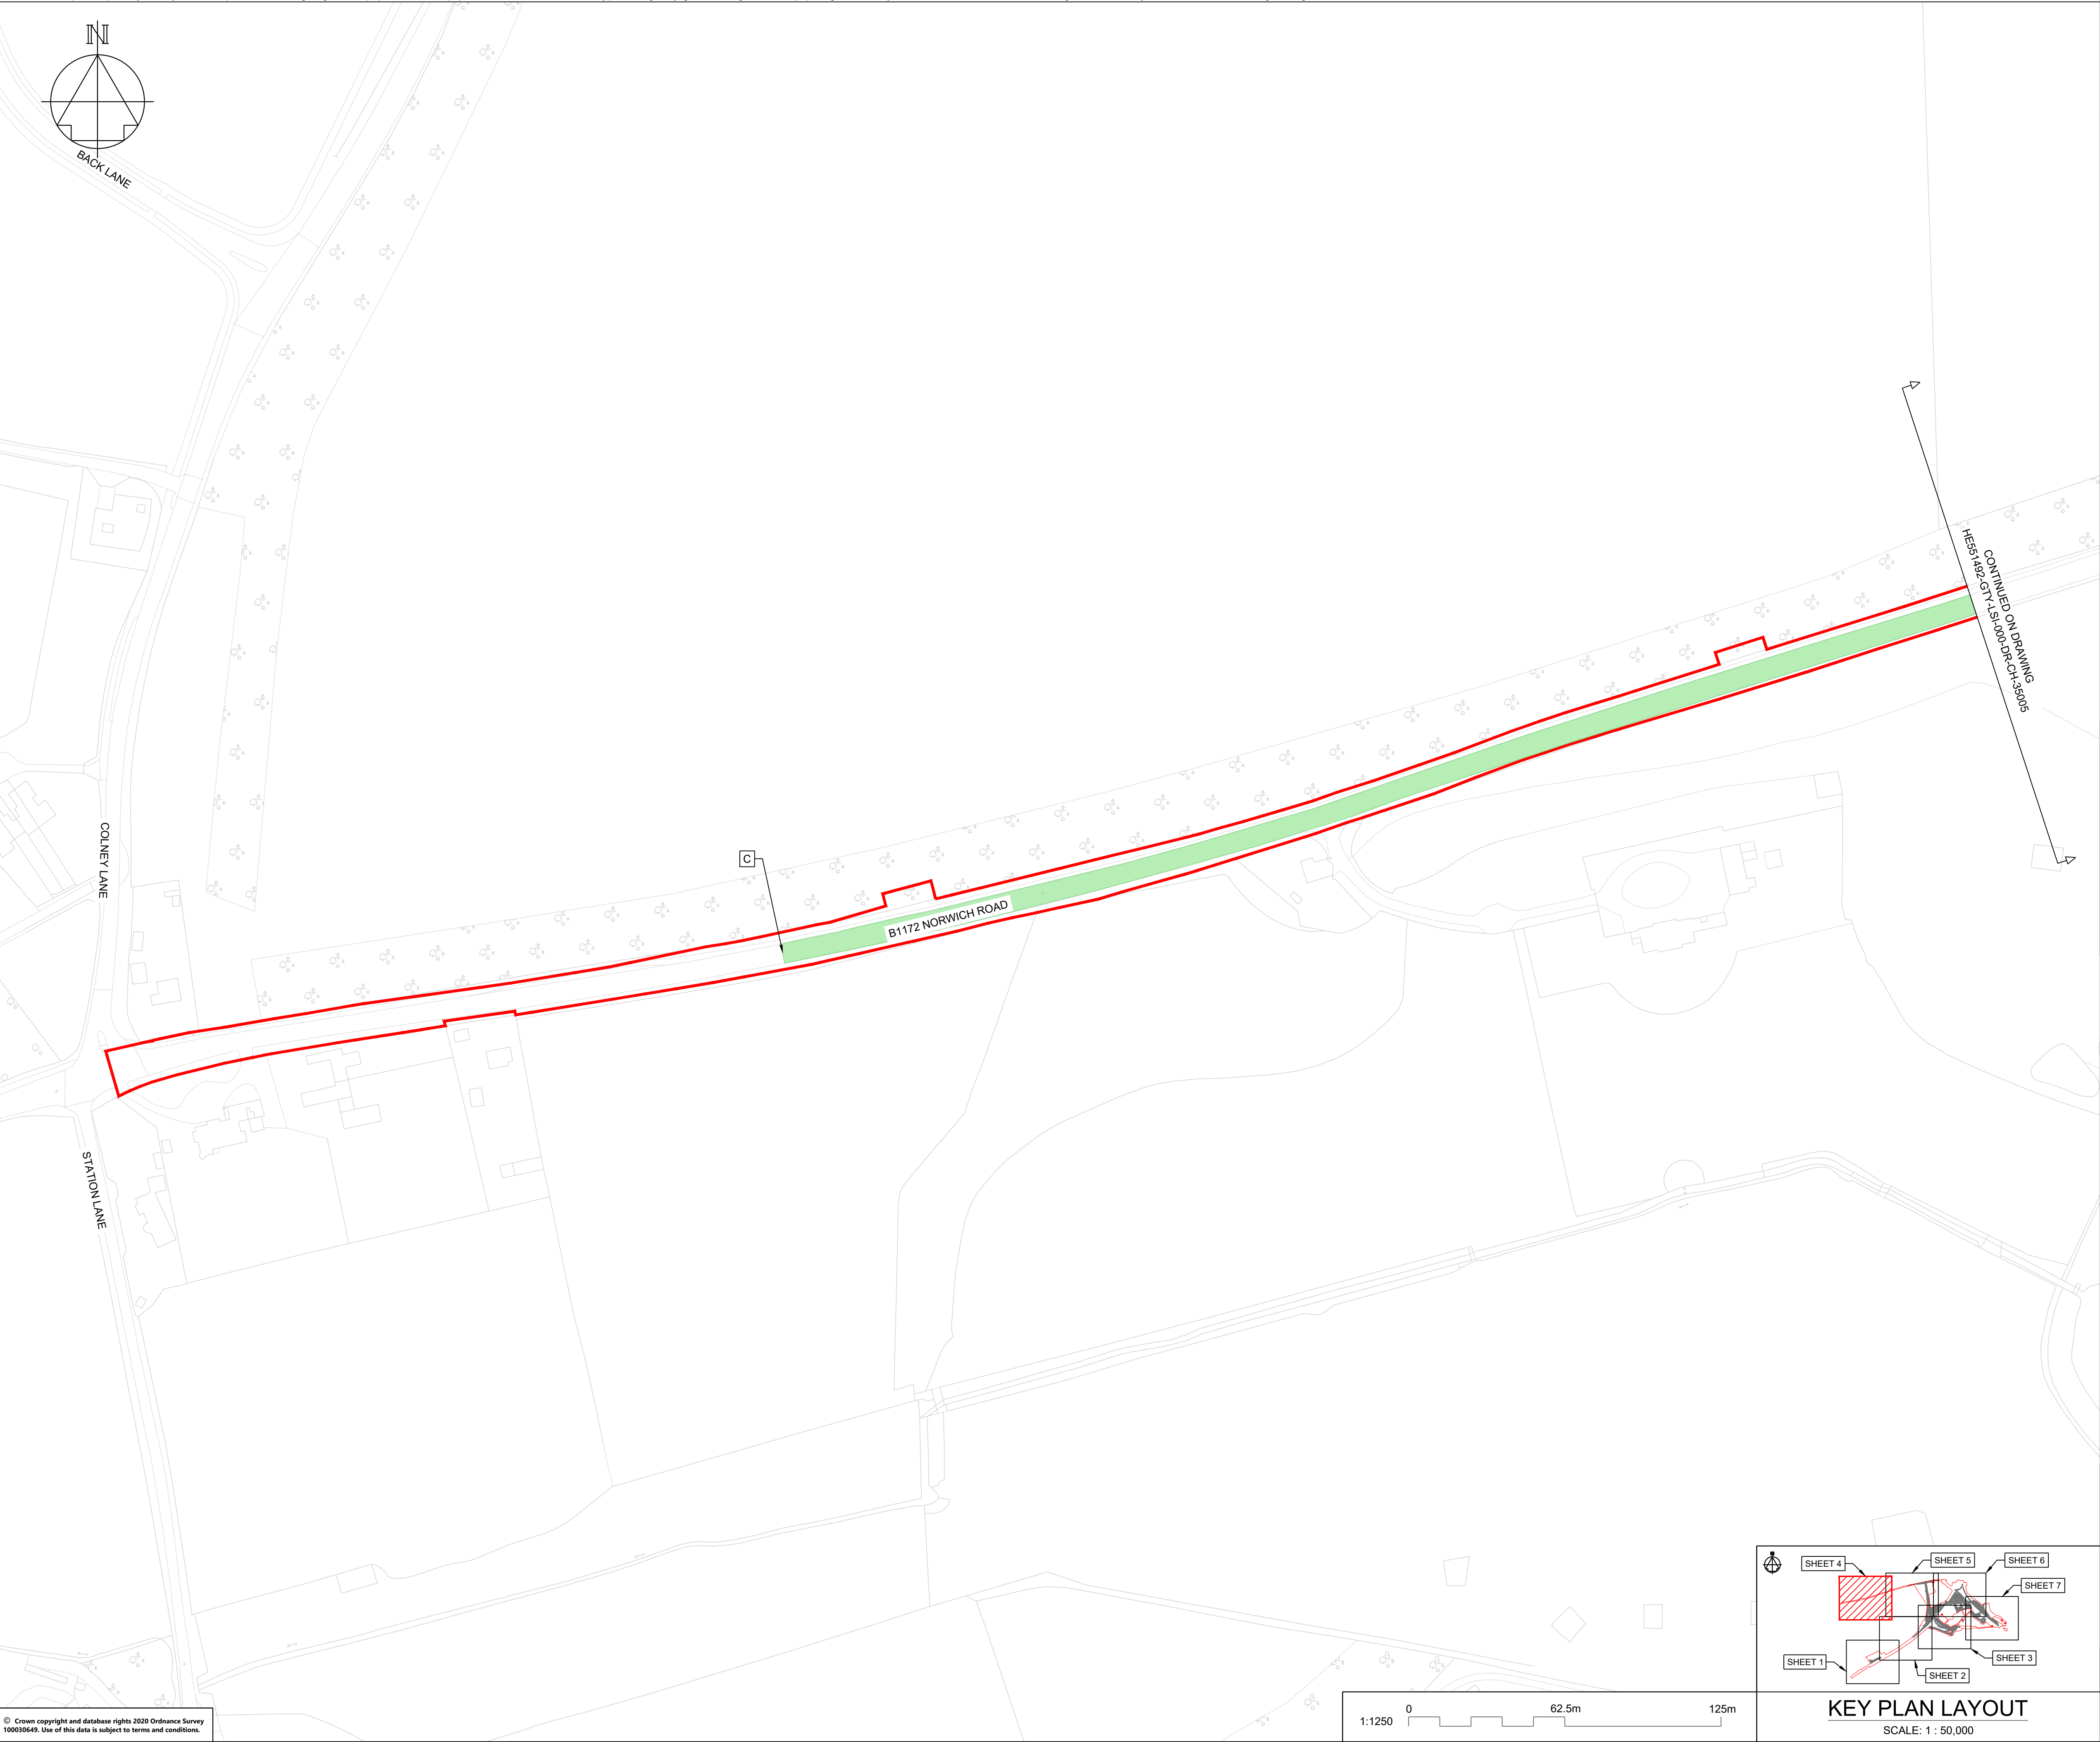 N
BACK LANE
CONTINUED ON DRAWING
HE551492-GTY-LSI-000-DR-CH-35005
COLNEY LANE
C
B1172 NORWICH ROAD
STATION LANE
SHEET 4
SHEET 5
SHEET 6
SHEET 7
SHEET 1
SHEET 2
SHEET 3
KEY PLAN LAYOUT
SCALE: 1 : 50,000
1:1250
0
62.5m
125m
© Crown copyright and database rights 2020 Ordnance Survey
100030649. Use of this data is subject to terms and conditions.